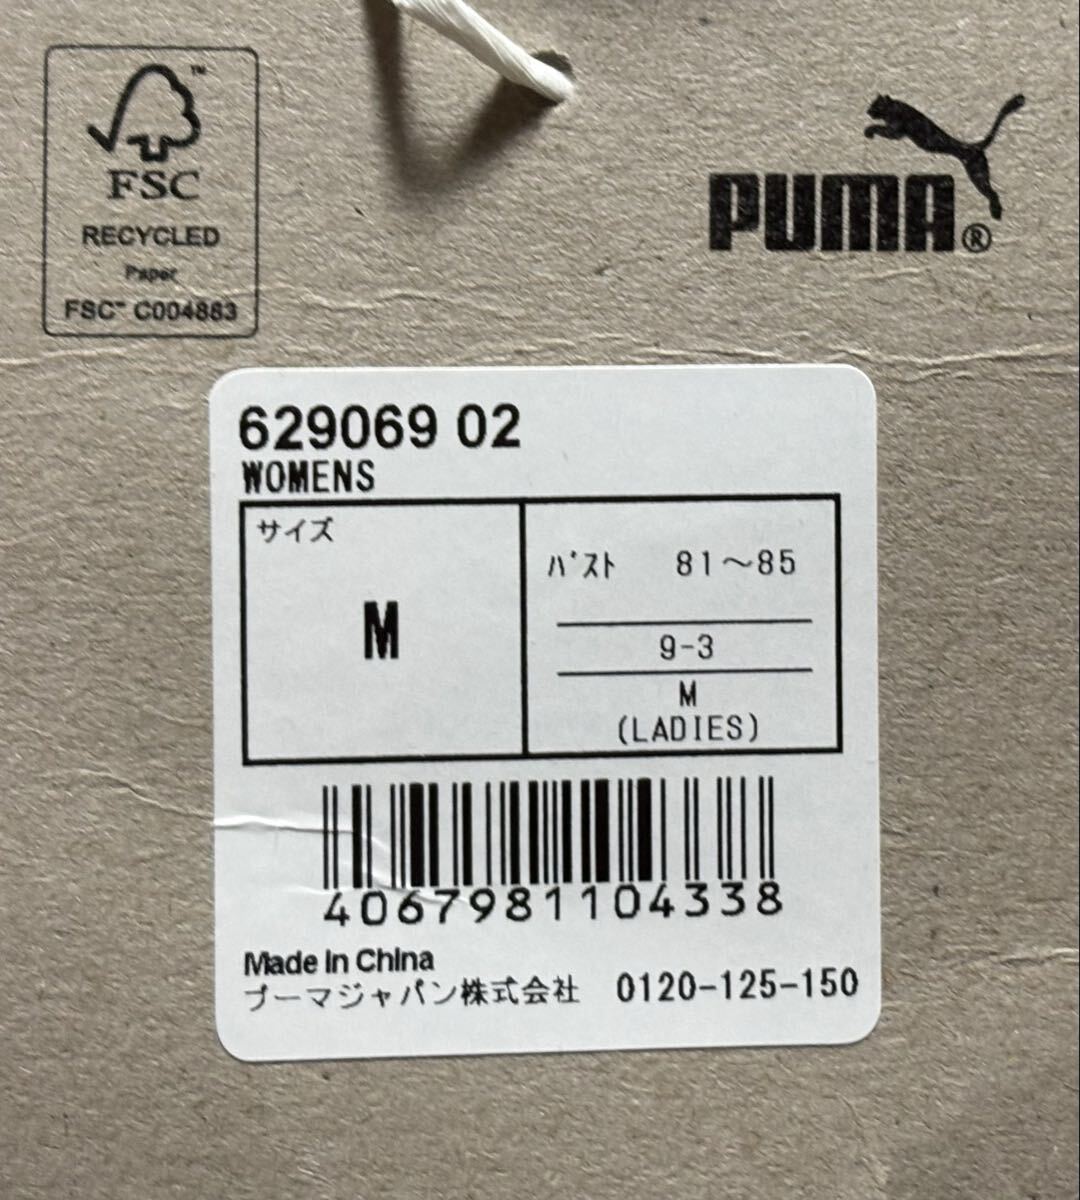 ™
FSC
RECYCLED
Paper
FSC™ C004883
PUMA®
629069 02
WOMENS
サイズ
M
ﾊﾞｽﾄ 81～85
9-3
M
(LADIES)
4067981104338
Made in China
プーマジャパン株式会社 0120-125-150